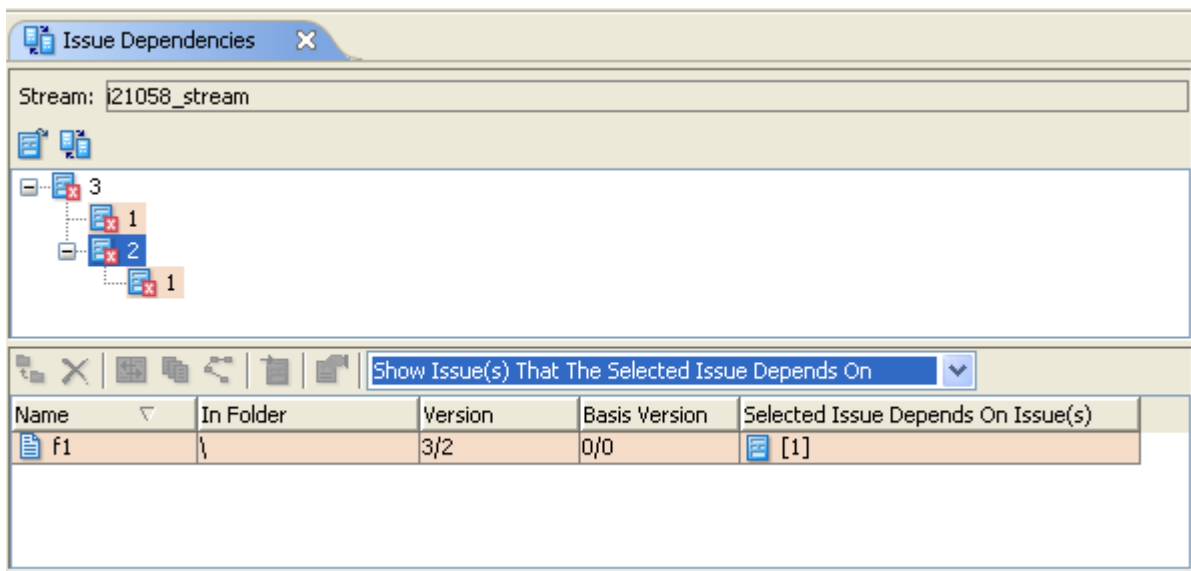 Issue Dependencies
Stream: i21058_stream
3
1
2
1
Show Issue(s) That The Selected Issue Depends On
Name In Folder Version Basis Version Selected Issue Depends On Issue(s)
f1 \ 3/2 0/0 [1]